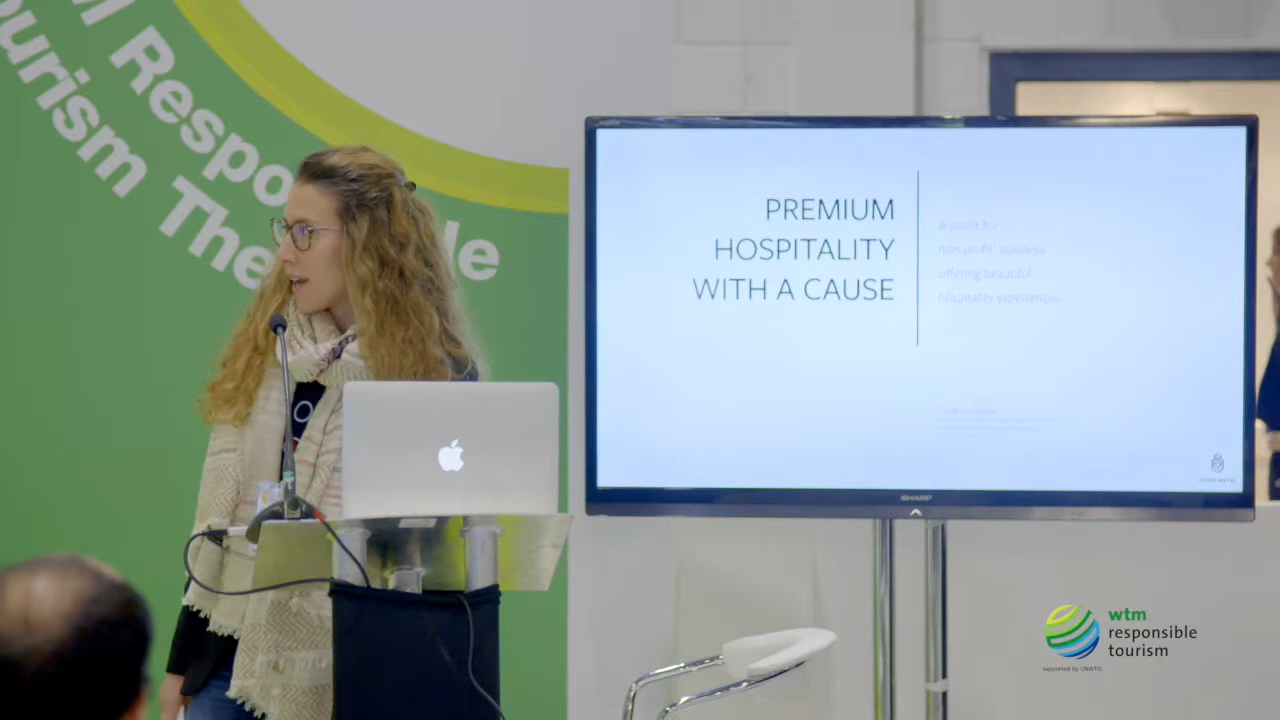 Respo
le
ourism The
PREMIUM
HOSPITALITY
WITH A CAUSE
A profit for
non-profit' business
offering beautiful
hospitality experiences
SHARP
wtm
responsible
tourism
supported by UNWTO